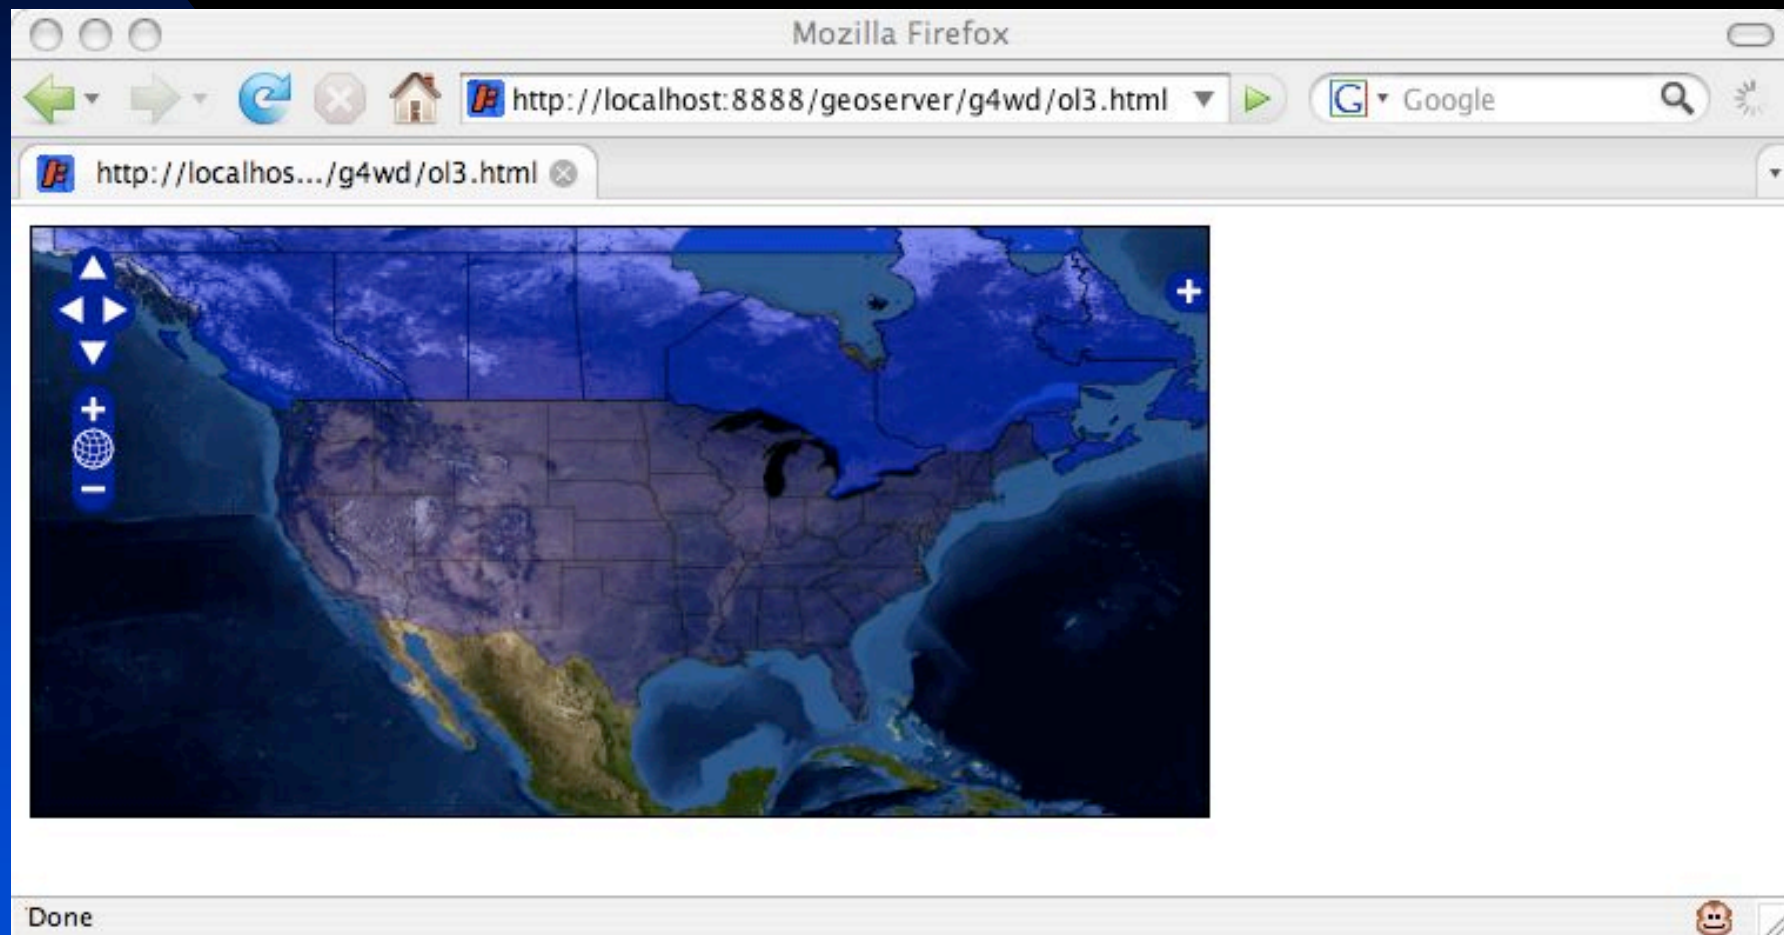 Mozilla Firefox
http://localhost:8888/geoserver/g4wd/ol3.html
G Google
http://localhos.../g4wd/ol3.html
Done